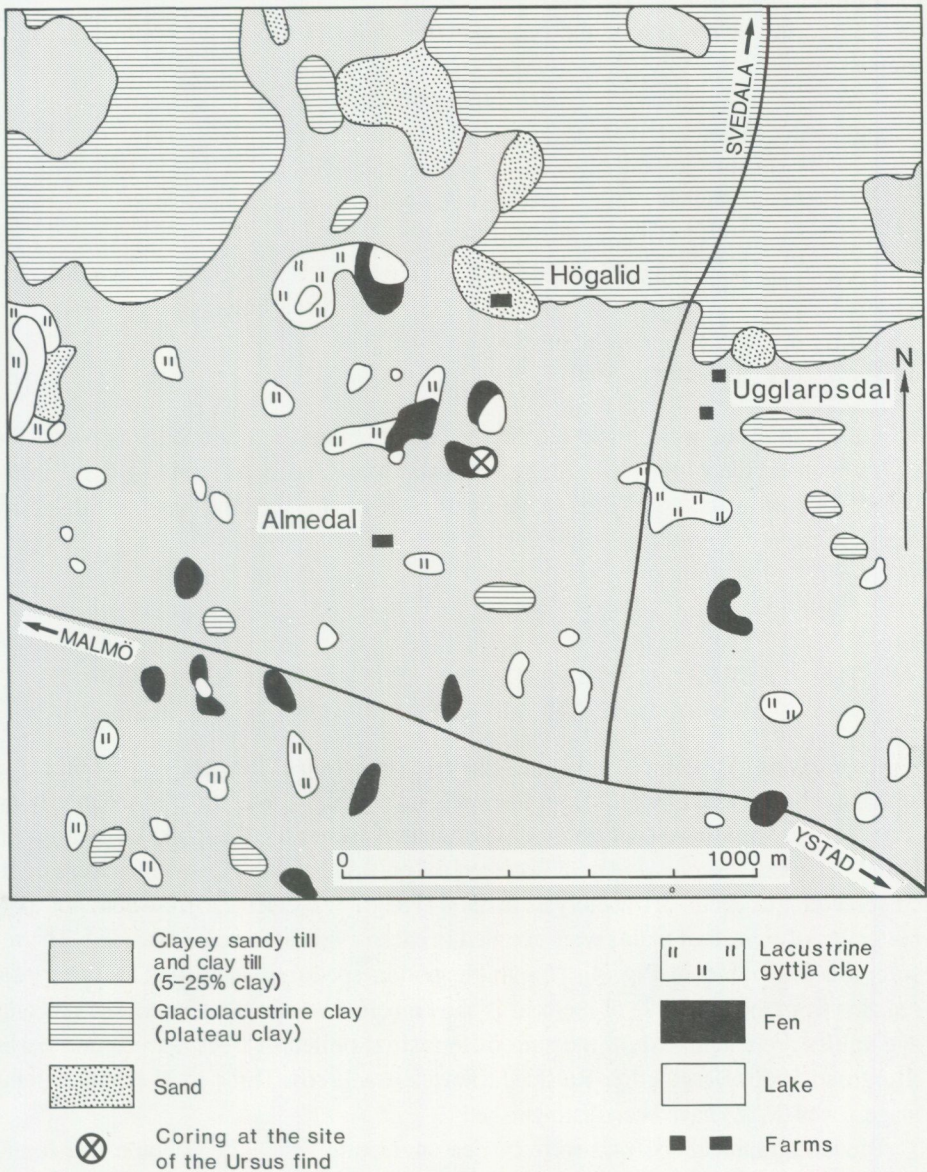 SVEDALA
Högalid
N
Ugglarpsdal
Almedal
MALMÖ
0 1000 m
YSTAD
Clayey sandy till
and clay till
(5–25% clay)
Glaciolacustrine clay
(plateau clay)
Sand
Coring at the site
of the Ursus find
Lacustrine
gyttja clay
Fen
Lake
Farms